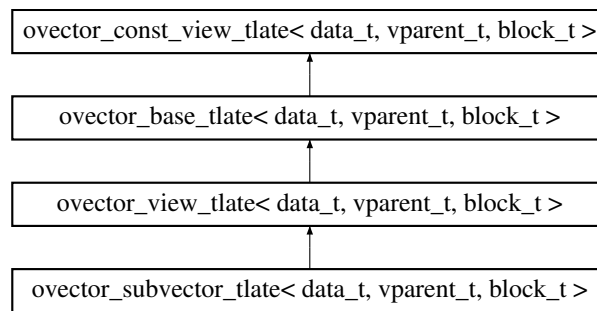 ovector_const_view_tlate< data_t, vparent_t, block_t >
ovector_base_tlate< data_t, vparent_t, block_t >
ovector_view_tlate< data_t, vparent_t, block_t >
ovector_subvector_tlate< data_t, vparent_t, block_t >